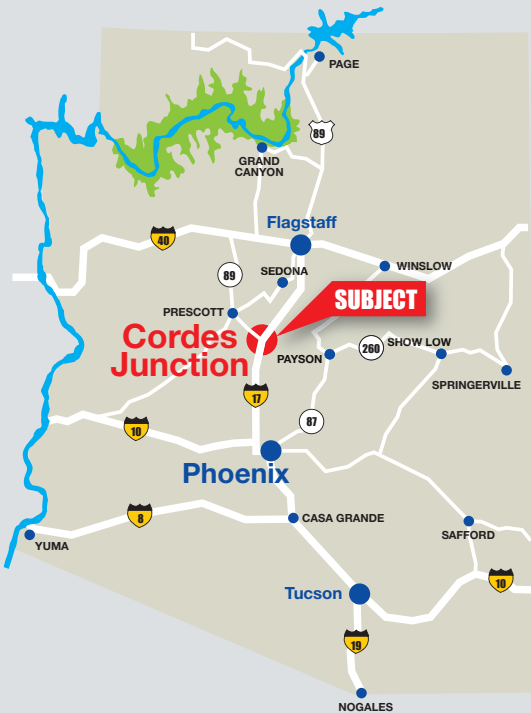 PAGE
89
GRAND
CANYON
Flagstaff
40
WINSLOW
89
SEDONA
SUBJECT
PRESCOTT
Cordes
Junction
PAYSON
260
SHOW LOW
SPRINGERVILLE
17
87
10
Phoenix
8
CASA GRANDE
SAFFORD
YUMA
10
Tucson
19
NOGALES